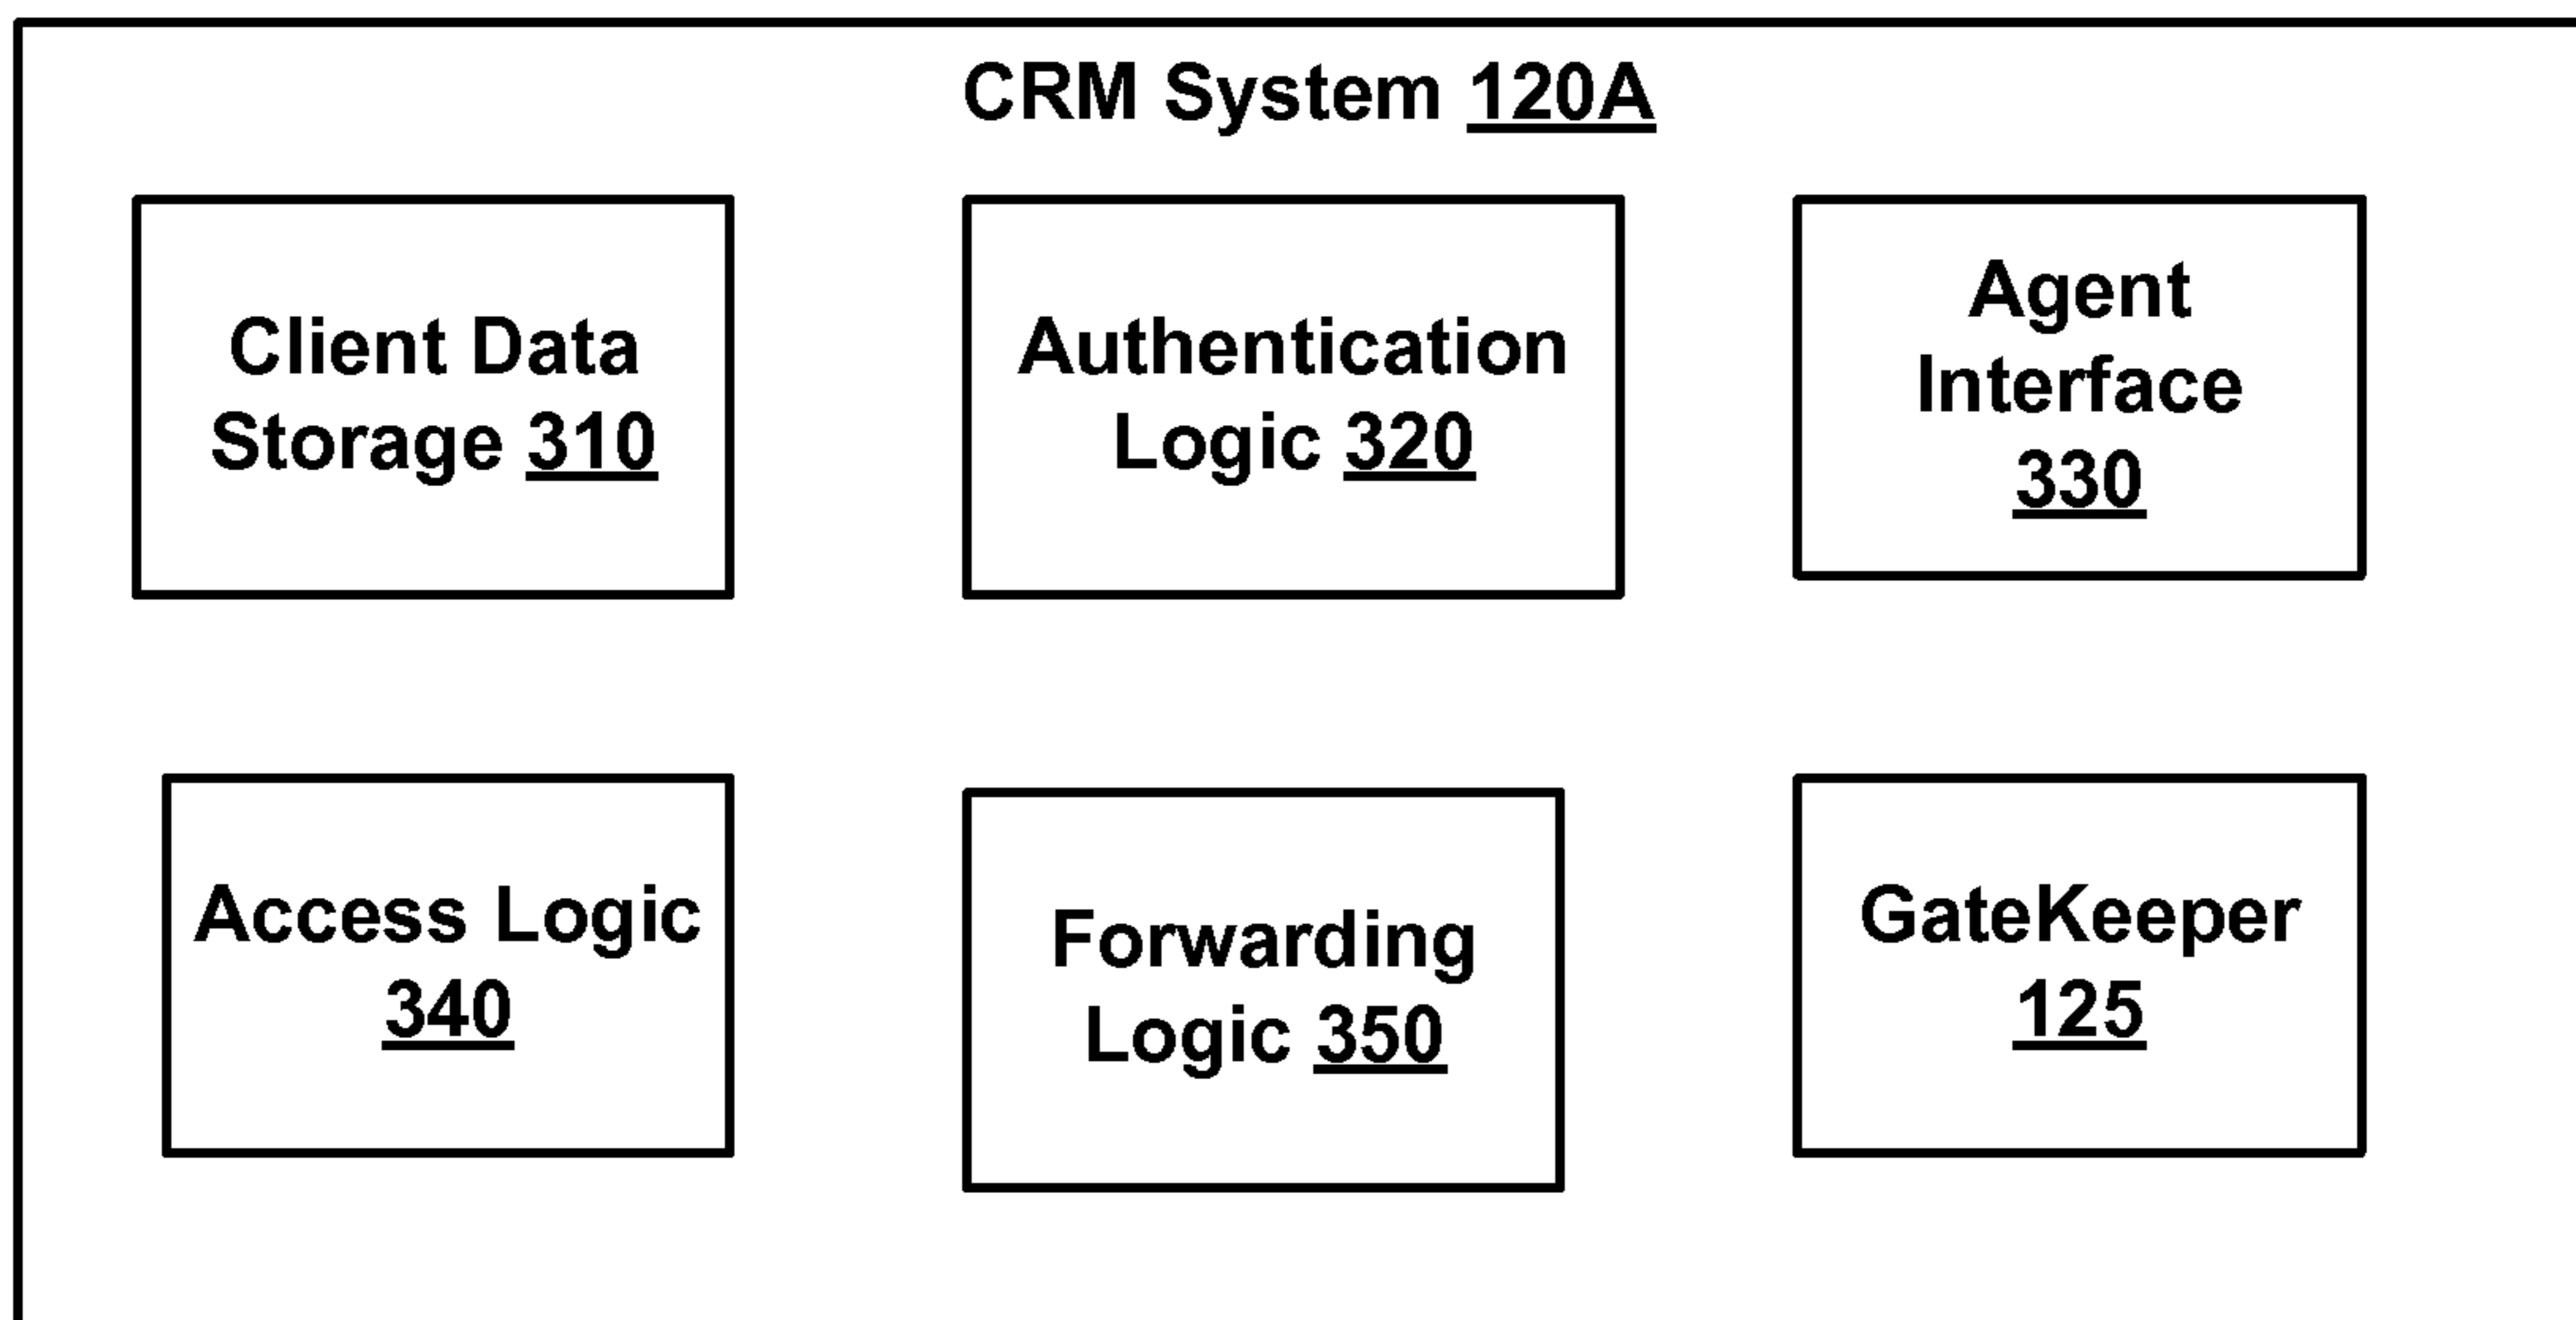 CRM System 120A
Client Data
Storage 310
Authentication
Logic 320
Agent
Interface
330
Access Logic
340
Forwarding
Logic 350
GateKeeper
125